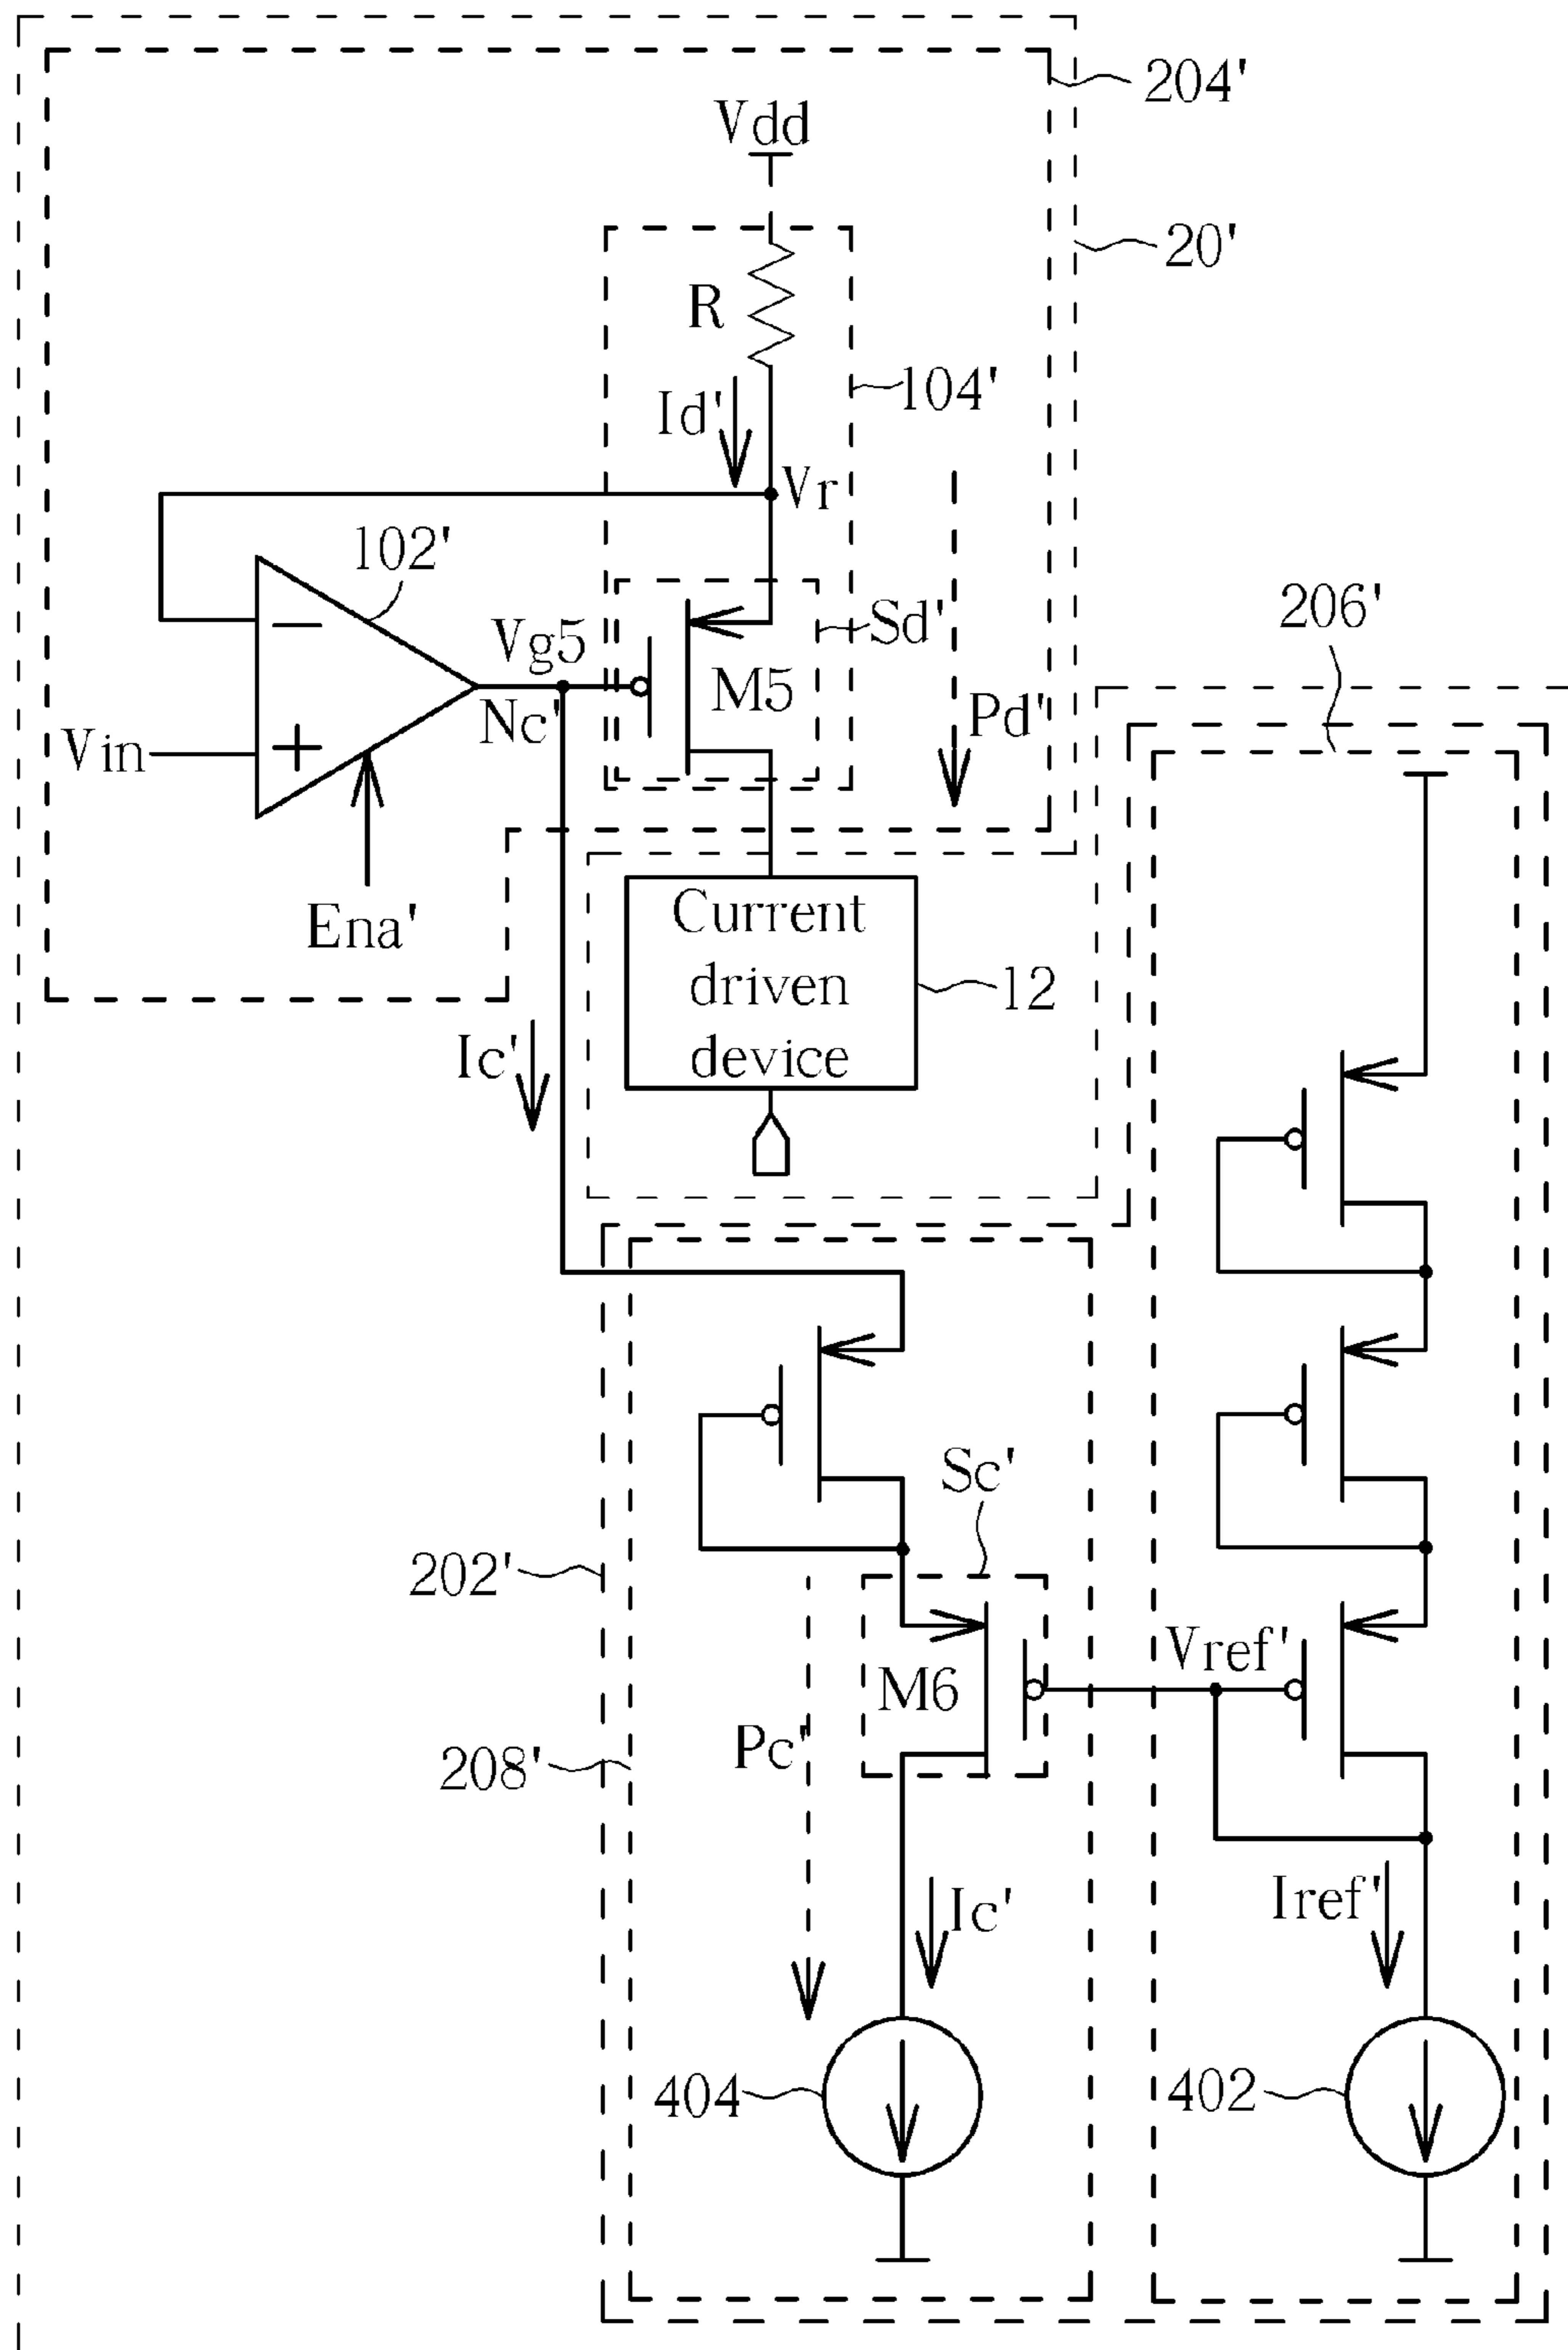 204'
Vdd
20'
R
104'
Id'
Vr
102'
206'
Sd'
Vg5
M5
Nc'
Pd'
Vin
−
+
Ena'
Current
driven
device
12
Ic'
Sc'
202'
Vref'
M6
Pc'
208'
Ic'
Iref'
404
402